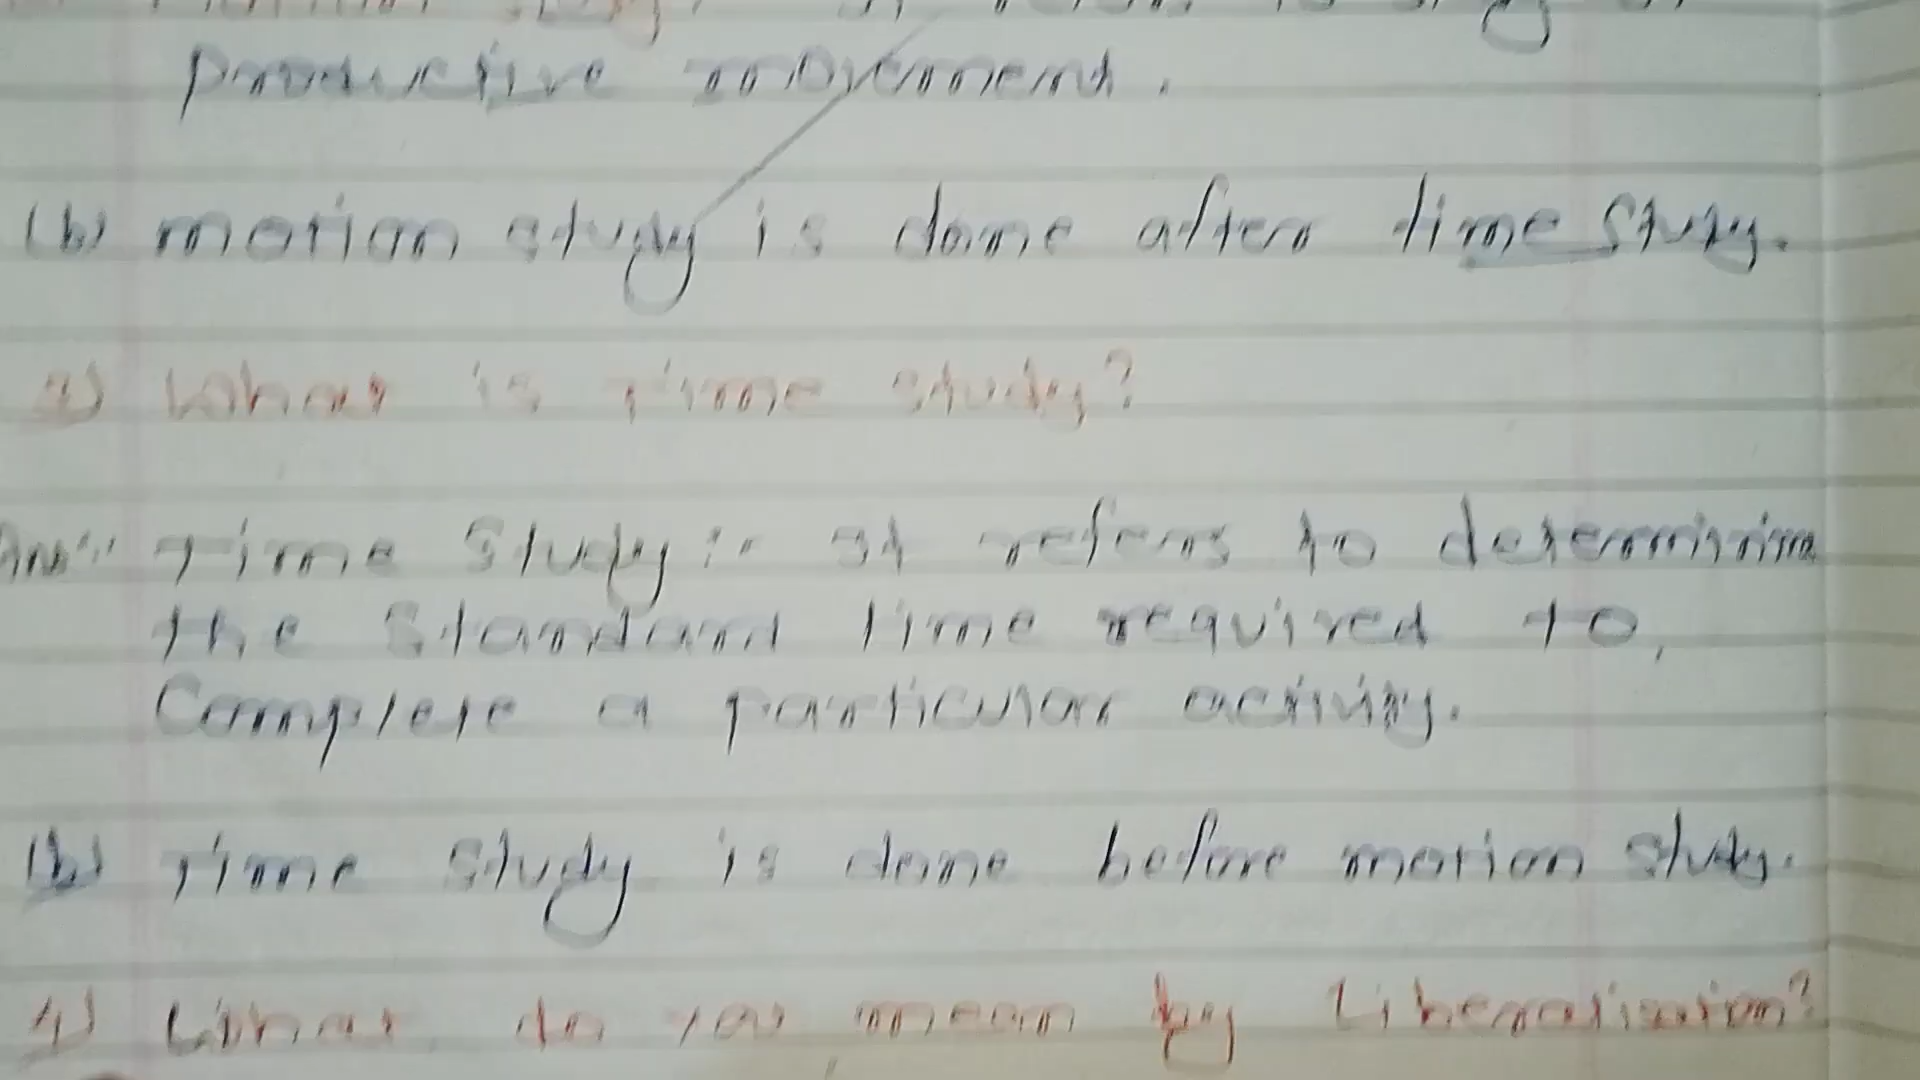 productive movement.
(b) motion study is done after time study.
3) What is Time study?
Ans:- Time Study:- It refers to determining
the standard time required to,
Complete a particular activity.
(b) Time study is done before motion study.
4) What do you mean by Liberalisation?